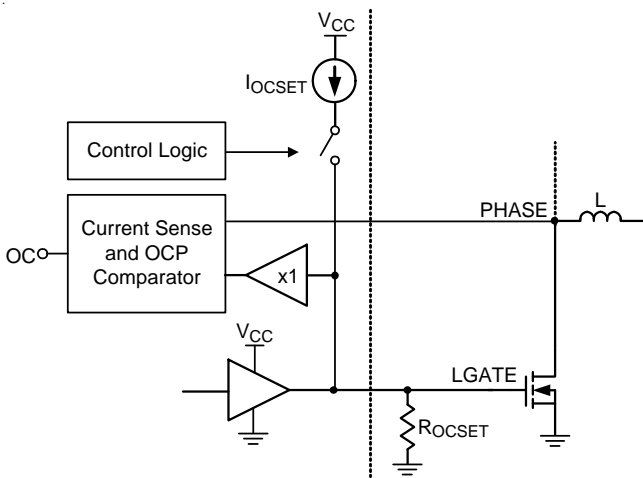 VCC
IOCSET
Control Logic
PHASE
L
Current Sense
and OCP
Comparator
OC
x1
VCC
LGATE
ROCSET